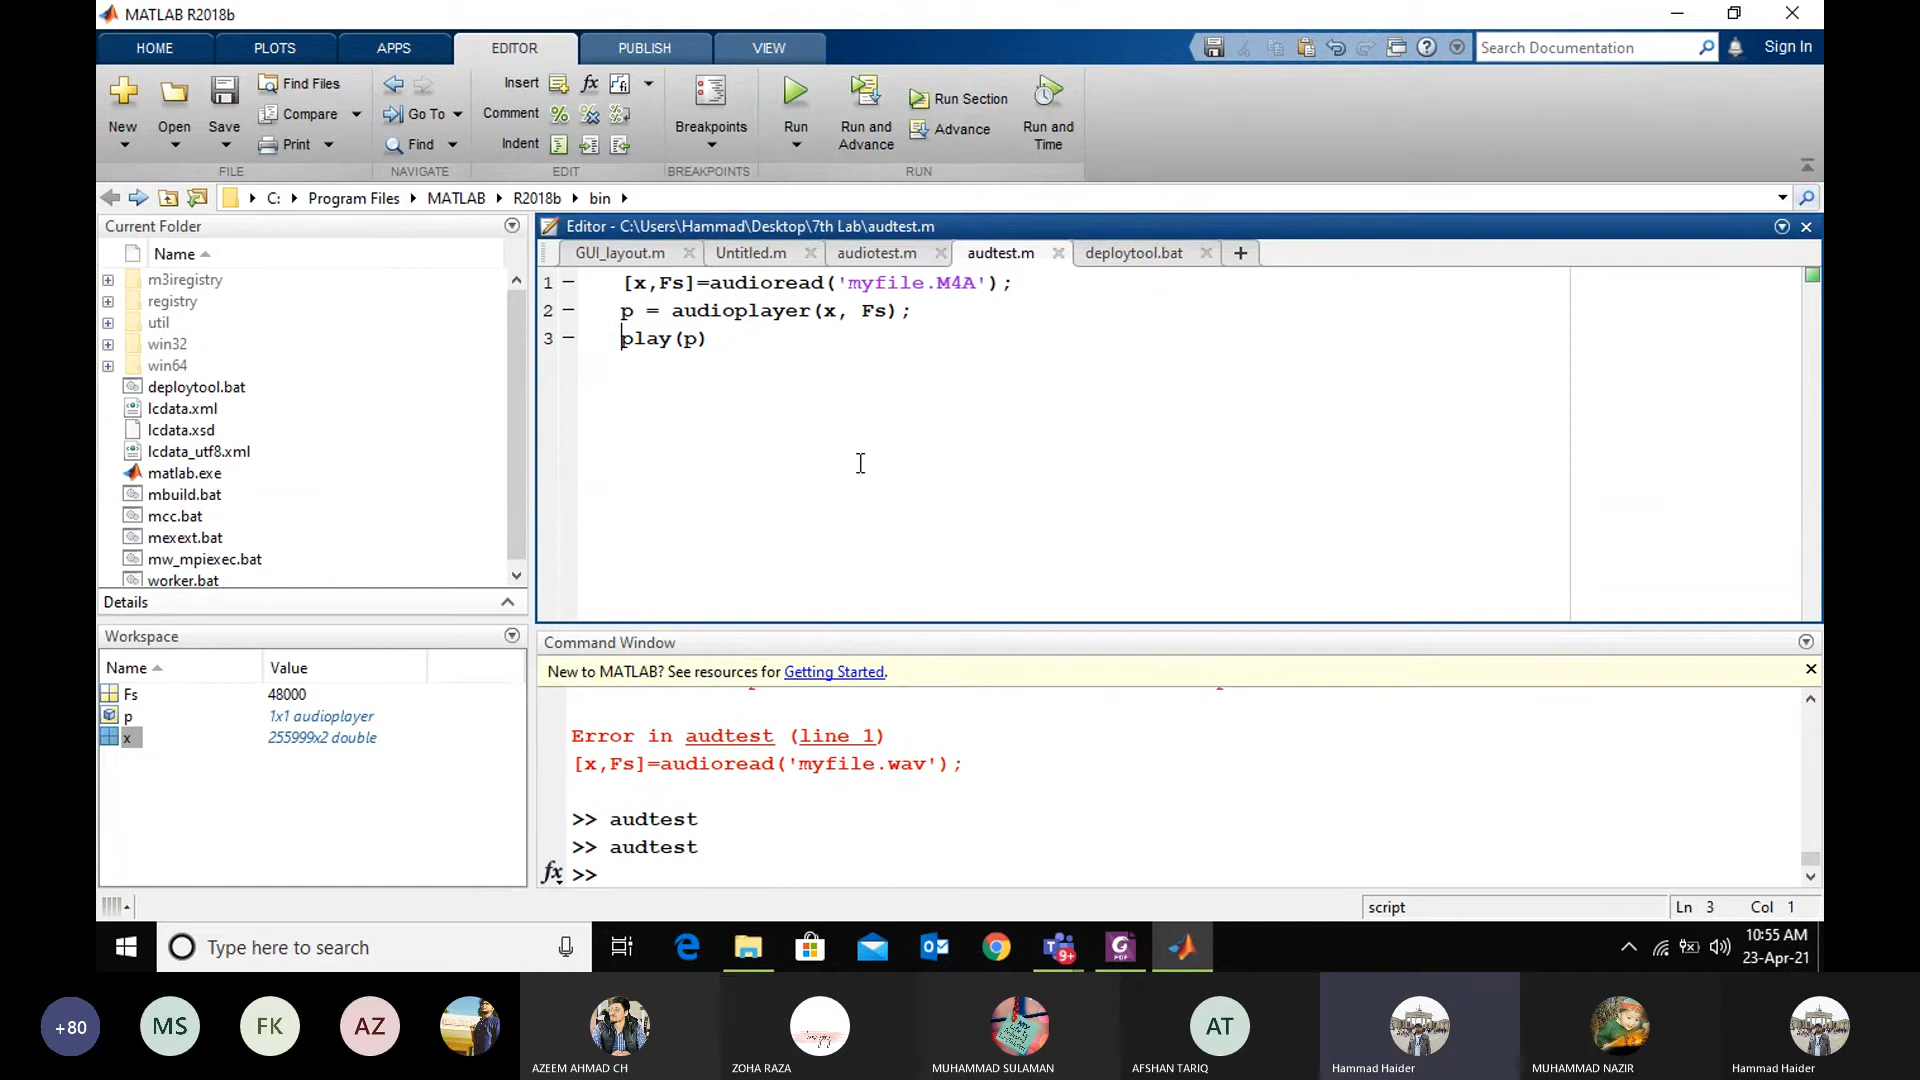 MATLAB R2018b
HOME PLOTS APPS EDITOR PUBLISH VIEW
Search Documentation
Sign In
New
Open
Save
Find Files
Compare
Print
FILE
Go To
Find
NAVIGATE
Insert
fx
fi
Comment
Indent
EDIT
Breakpoints
BREAKPOINTS
Run
Run and Advance
Run Section
Advance
Run and Time
RUN
C: Program Files MATLAB R2018b bin
Current Folder
Name
m3iregistry
registry
util
win32
win64
deploytool.bat
lcdata.xml
lcdata.xsd
lcdata_utf8.xml
matlab.exe
mbuild.bat
mcc.bat
mexext.bat
mw_mpiexec.bat
worker.bat
Details
Workspace
Name Value
Fs 48000
p 1x1 audioplayer
x 255999x2 double
Editor - C:\Users\Hammad\Desktop\7th Lab\audtest.m
GUI_layout.m Untitled.m audiotest.m audtest.m deploytool.bat
1 [x,Fs]=audioread('myfile.M4A');
2 p = audioplayer(x, Fs);
3 play(p)
Command Window
New to MATLAB? See resources for Getting Started.
Error in audtest (line 1)
[x,Fs]=audioread('myfile.wav');
>> audtest
>> audtest
fx >>
script
Ln 3 Col 1
Type here to search
9+
PDF
10:55 AM
23-Apr-21
+80
MS
FK
AZ
AT
AZEEM AHMAD CH
ZOHA RAZA
MUHAMMAD SULAMAN
AFSHAN TARIQ
Hammad Haider
MUHAMMAD NAZIR
Hammad Haider